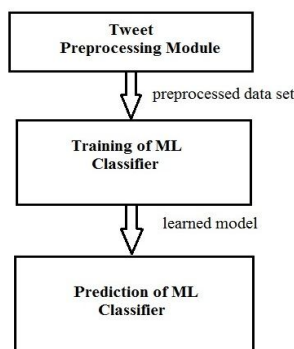 Tweet
Preprocessing Module
preprocessed data set
Training of ML
Classifier
learned model
Prediction of ML
Classifier